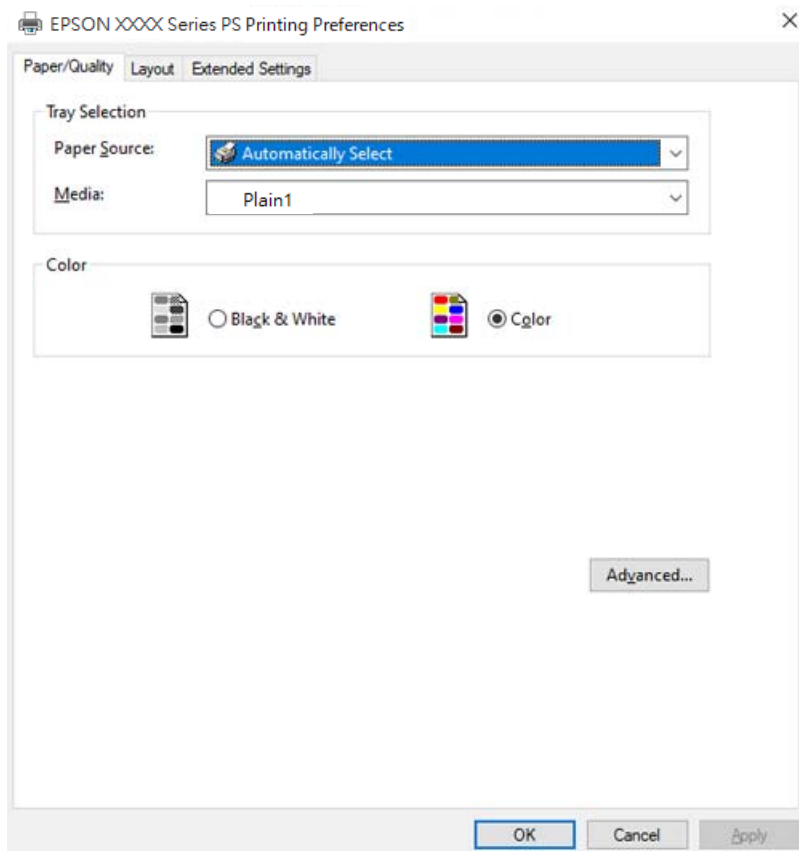 EPSON XXXX Series PS Printing Preferences
Paper/Quality Layout Extended Settings
Tray Selection
Paper Source: Automatically Select
Media: Plain1
Color
Black & White Color
Advanced...
OK Cancel Apply